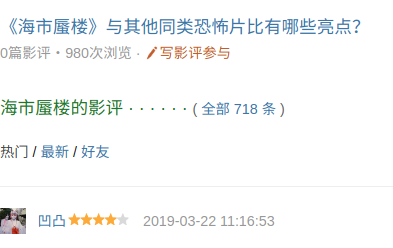 《海市蜃楼》与其他同类恐怖片比有哪些亮点？
0篇影评 · 980次浏览 · 写影评参与
海市蜃楼的影评 · · · · · · ( 全部 718 条 )
热门 / 最新 / 好友
凹凸 2019-03-22 11:16:53